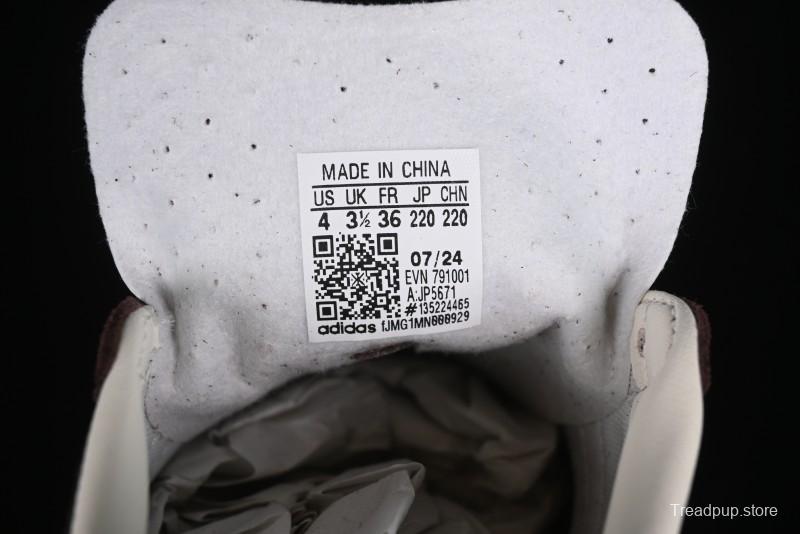 MADE IN CHINA
US UK FR JP CHN
4 3½ 36 220 220
07/24
EVN 791001
A:JP5671
#135224465
adidas fJMG1MN000929
Treadpup.store